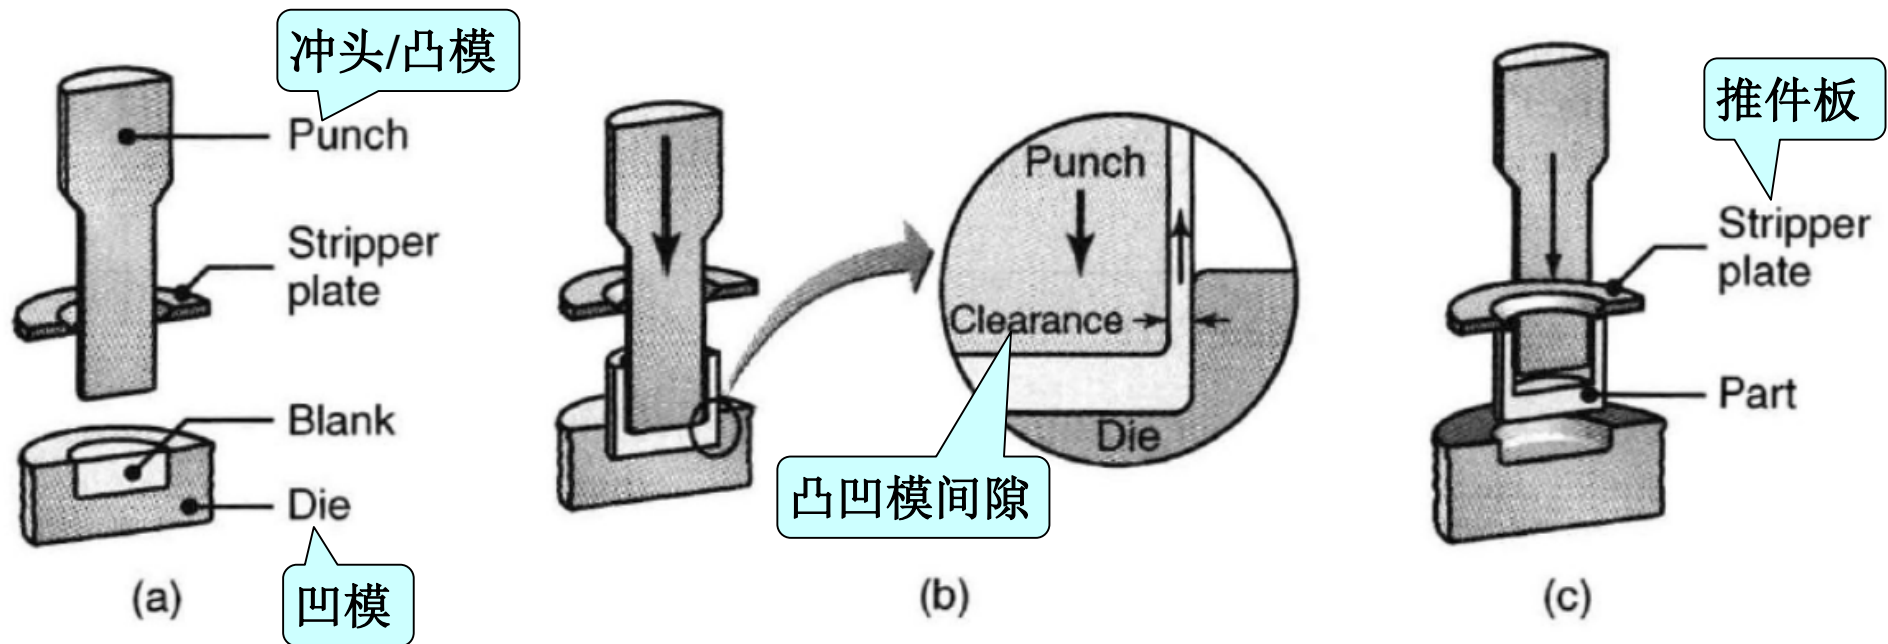 冲头/凸模
Punch
Stripper
plate
Blank
Die
凹模
(a)
Punch
Clearance
Die
凸凹模间隙
(b)
推件板
Stripper
plate
Part
(c)